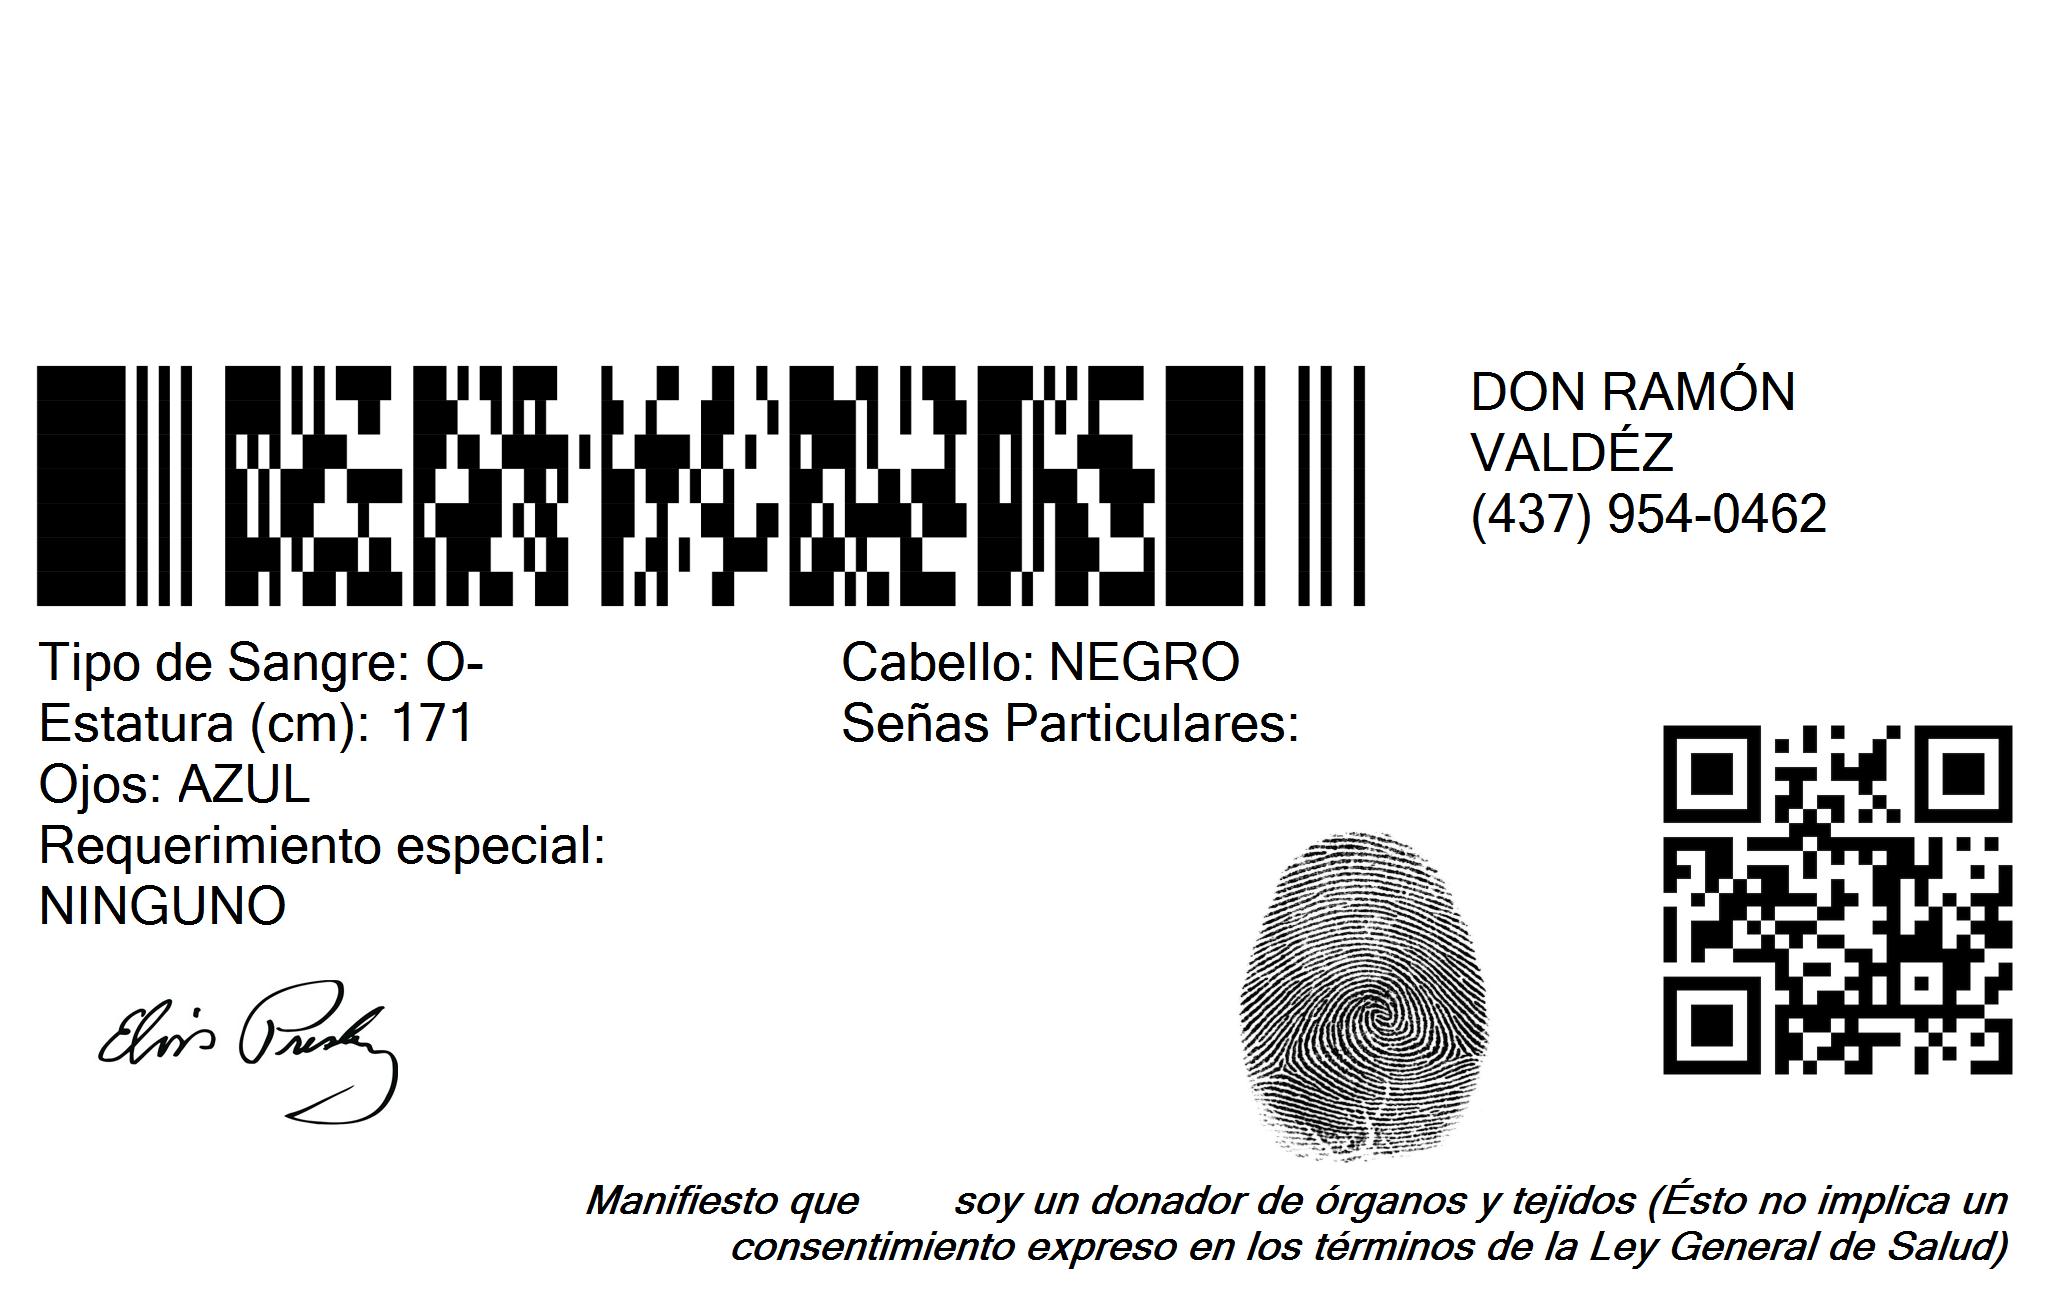 DON RAMÓN
VALDÉZ
(437) 954-0462
Tipo de Sangre: O-
Estatura (cm): 171
Ojos: AZUL
Requerimiento especial:
NINGUNO
Cabello: NEGRO
Señas Particulares:
Elvis Presley
Manifiesto que soy un donador de órganos y tejidos (Ésto no implica un
consentimiento expreso en los términos de la Ley General de Salud)